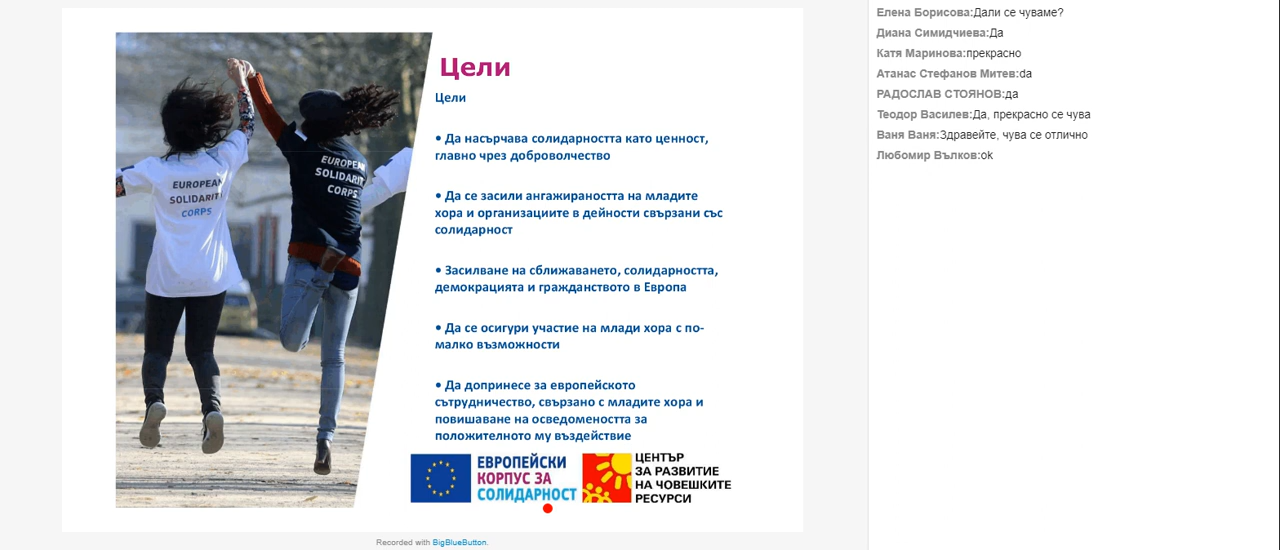 Цели
Цели
• Да насърчава солидарността като ценност,
главно чрез доброволчество
• Да се засили ангажираността на младите
хора и организациите в дейности свързани със
солидарност
• Засилване на сближаването, солидарността,
демокрацията и гражданството в Европа
• Да се осигури участие на млади хора с по-
малко възможности
• Да допринесе за европейското
сътрудничество, свързано с младите хора и
повишаване на осведомеността за
положителното му въздействие
EUROPEAN
SOLIDARIT
CORPS
EUROPEAN
SOLIDARIT
CORPS
ЕВРОПЕЙСКИ
КОРПУС ЗА
СОЛИДАРНОСТ
ЦЕНТЪР
ЗА РАЗВИТИЕ
НА ЧОВЕШКИТЕ
РЕСУРСИ
Recorded with BigBlueButton.
Елена Борисова:Дали се чуваме?
Диана Симидчиева:Да
Катя Маринова:прекрасно
Атанас Стефанов Митев:da
РАДОСЛАВ СТОЯНОВ:да
Теодор Василев:Да, прекрасно се чува
Ваня Ваня:Здравейте, чува се отлично
Любомир Вълков:ok